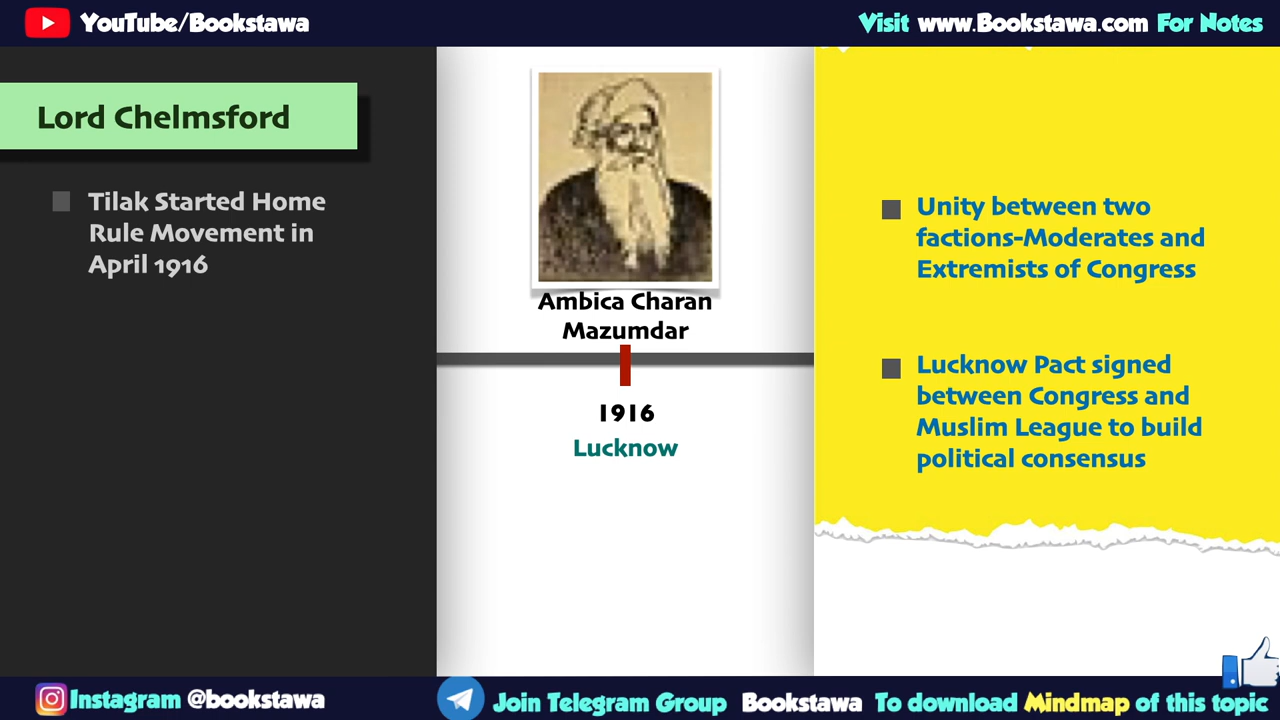 YouTube/Bookstawa
Visit www.Bookstawa.com For Notes
Lord Chelmsford
Tilak Started Home
Rule Movement in
April 1916
Ambica Charan
Mazumdar
1916
Lucknow
Unity between two
factions-Moderates and
Extremists of Congress
Lucknow Pact signed
between Congress and
Muslim League to build
political consensus
Instagram @bookstawa
Join Telegram Group Bookstawa To download Mindmap of this topic